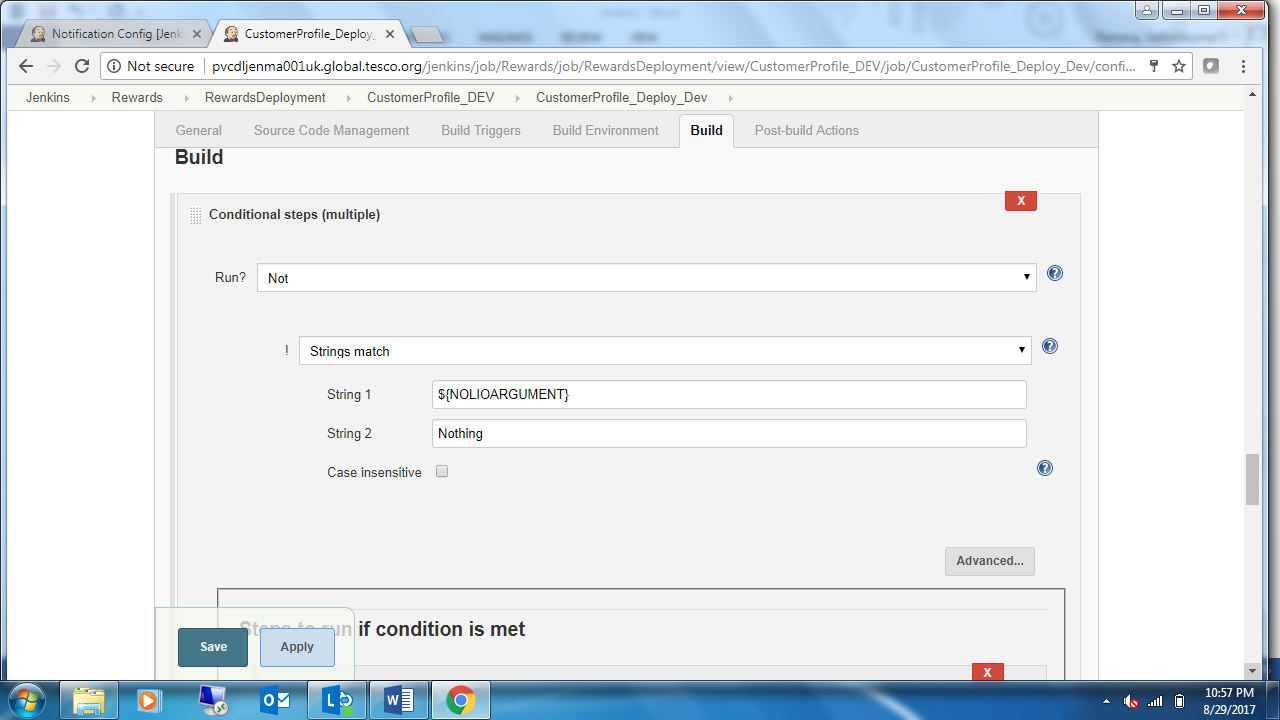 Notification Config [Jenk
CustomerProfile_Deploy_
Not secure
pvcdljenma001uk.global.tesco.org/jenkins/job/Rewards/job/RewardsDeployment/view/CustomerProfile_DEV/job/CustomerProfile_Deploy_Dev/confi...
Jenkins Rewards RewardsDeployment CustomerProfile_DEV CustomerProfile_Deploy_Dev
General Source Code Management Build Triggers Build Environment Build Post-build Actions
Build
X
Conditional steps (multiple)
Run? Not
! Strings match
String 1 ${NOLIOARGUMENT}
String 2 Nothing
Case insensitive
Advanced...
Steps to run if condition is met
Save Apply
X
10:57 PM
8/29/2017